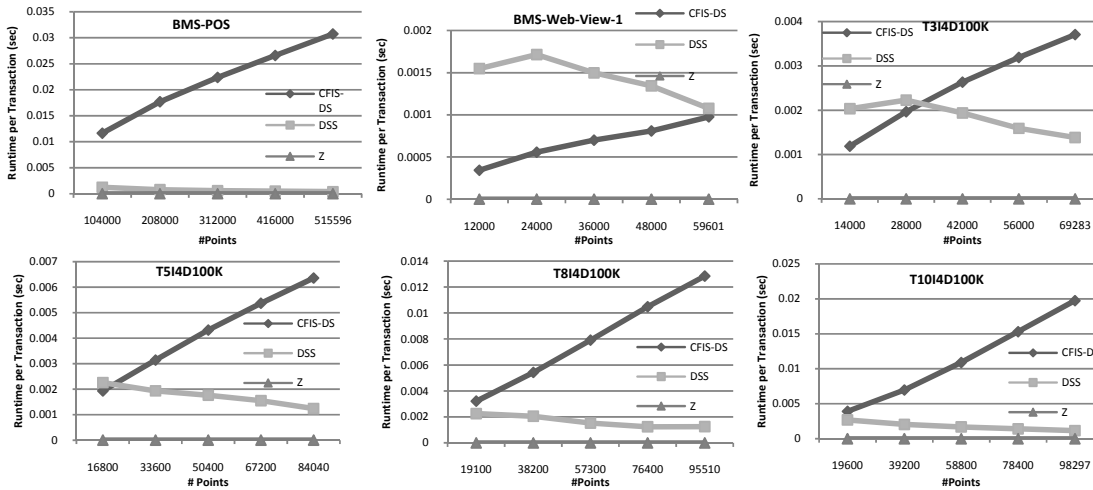 BMS-POS
Runtime per Transaction (sec)
0.035
0.03
0.025
0.02
0.015
0.01
0.005
0
CFIS-
DS
DSS
Z
104000 208000 312000 416000 515596
#Points
BMS-Web-View-1
Runtime per Transaction (sec)
0.002
0.0015
0.001
0.0005
0
CFIS-DS
DSS
Z
12000 24000 36000 48000 59601
#Points
T3I4D100K
Runtime per Transaction (sec)
0.004
0.003
0.002
0.001
0
CFIS-DS
DSS
Z
14000 28000 42000 56000 69283
#Points
T5I4D100K
Runtime per Transaction (sec)
0.007
0.006
0.005
0.004
0.003
0.002
0.001
0
CFIS-DS
DSS
Z
16800 33600 50400 67200 84040
# Points
T8I4D100K
Runtime per Transaction (sec)
0.014
0.012
0.01
0.008
0.006
0.004
0.002
0
CFIS-DS
DSS
Z
19100 38200 57300 76400 95510
#Points
T10I4D100K
Runtime per Transaction (sec)
0.025
0.02
0.015
0.01
0.005
0
CFIS-D
DSS
Z
19600 39200 58800 78400 98297
#Points